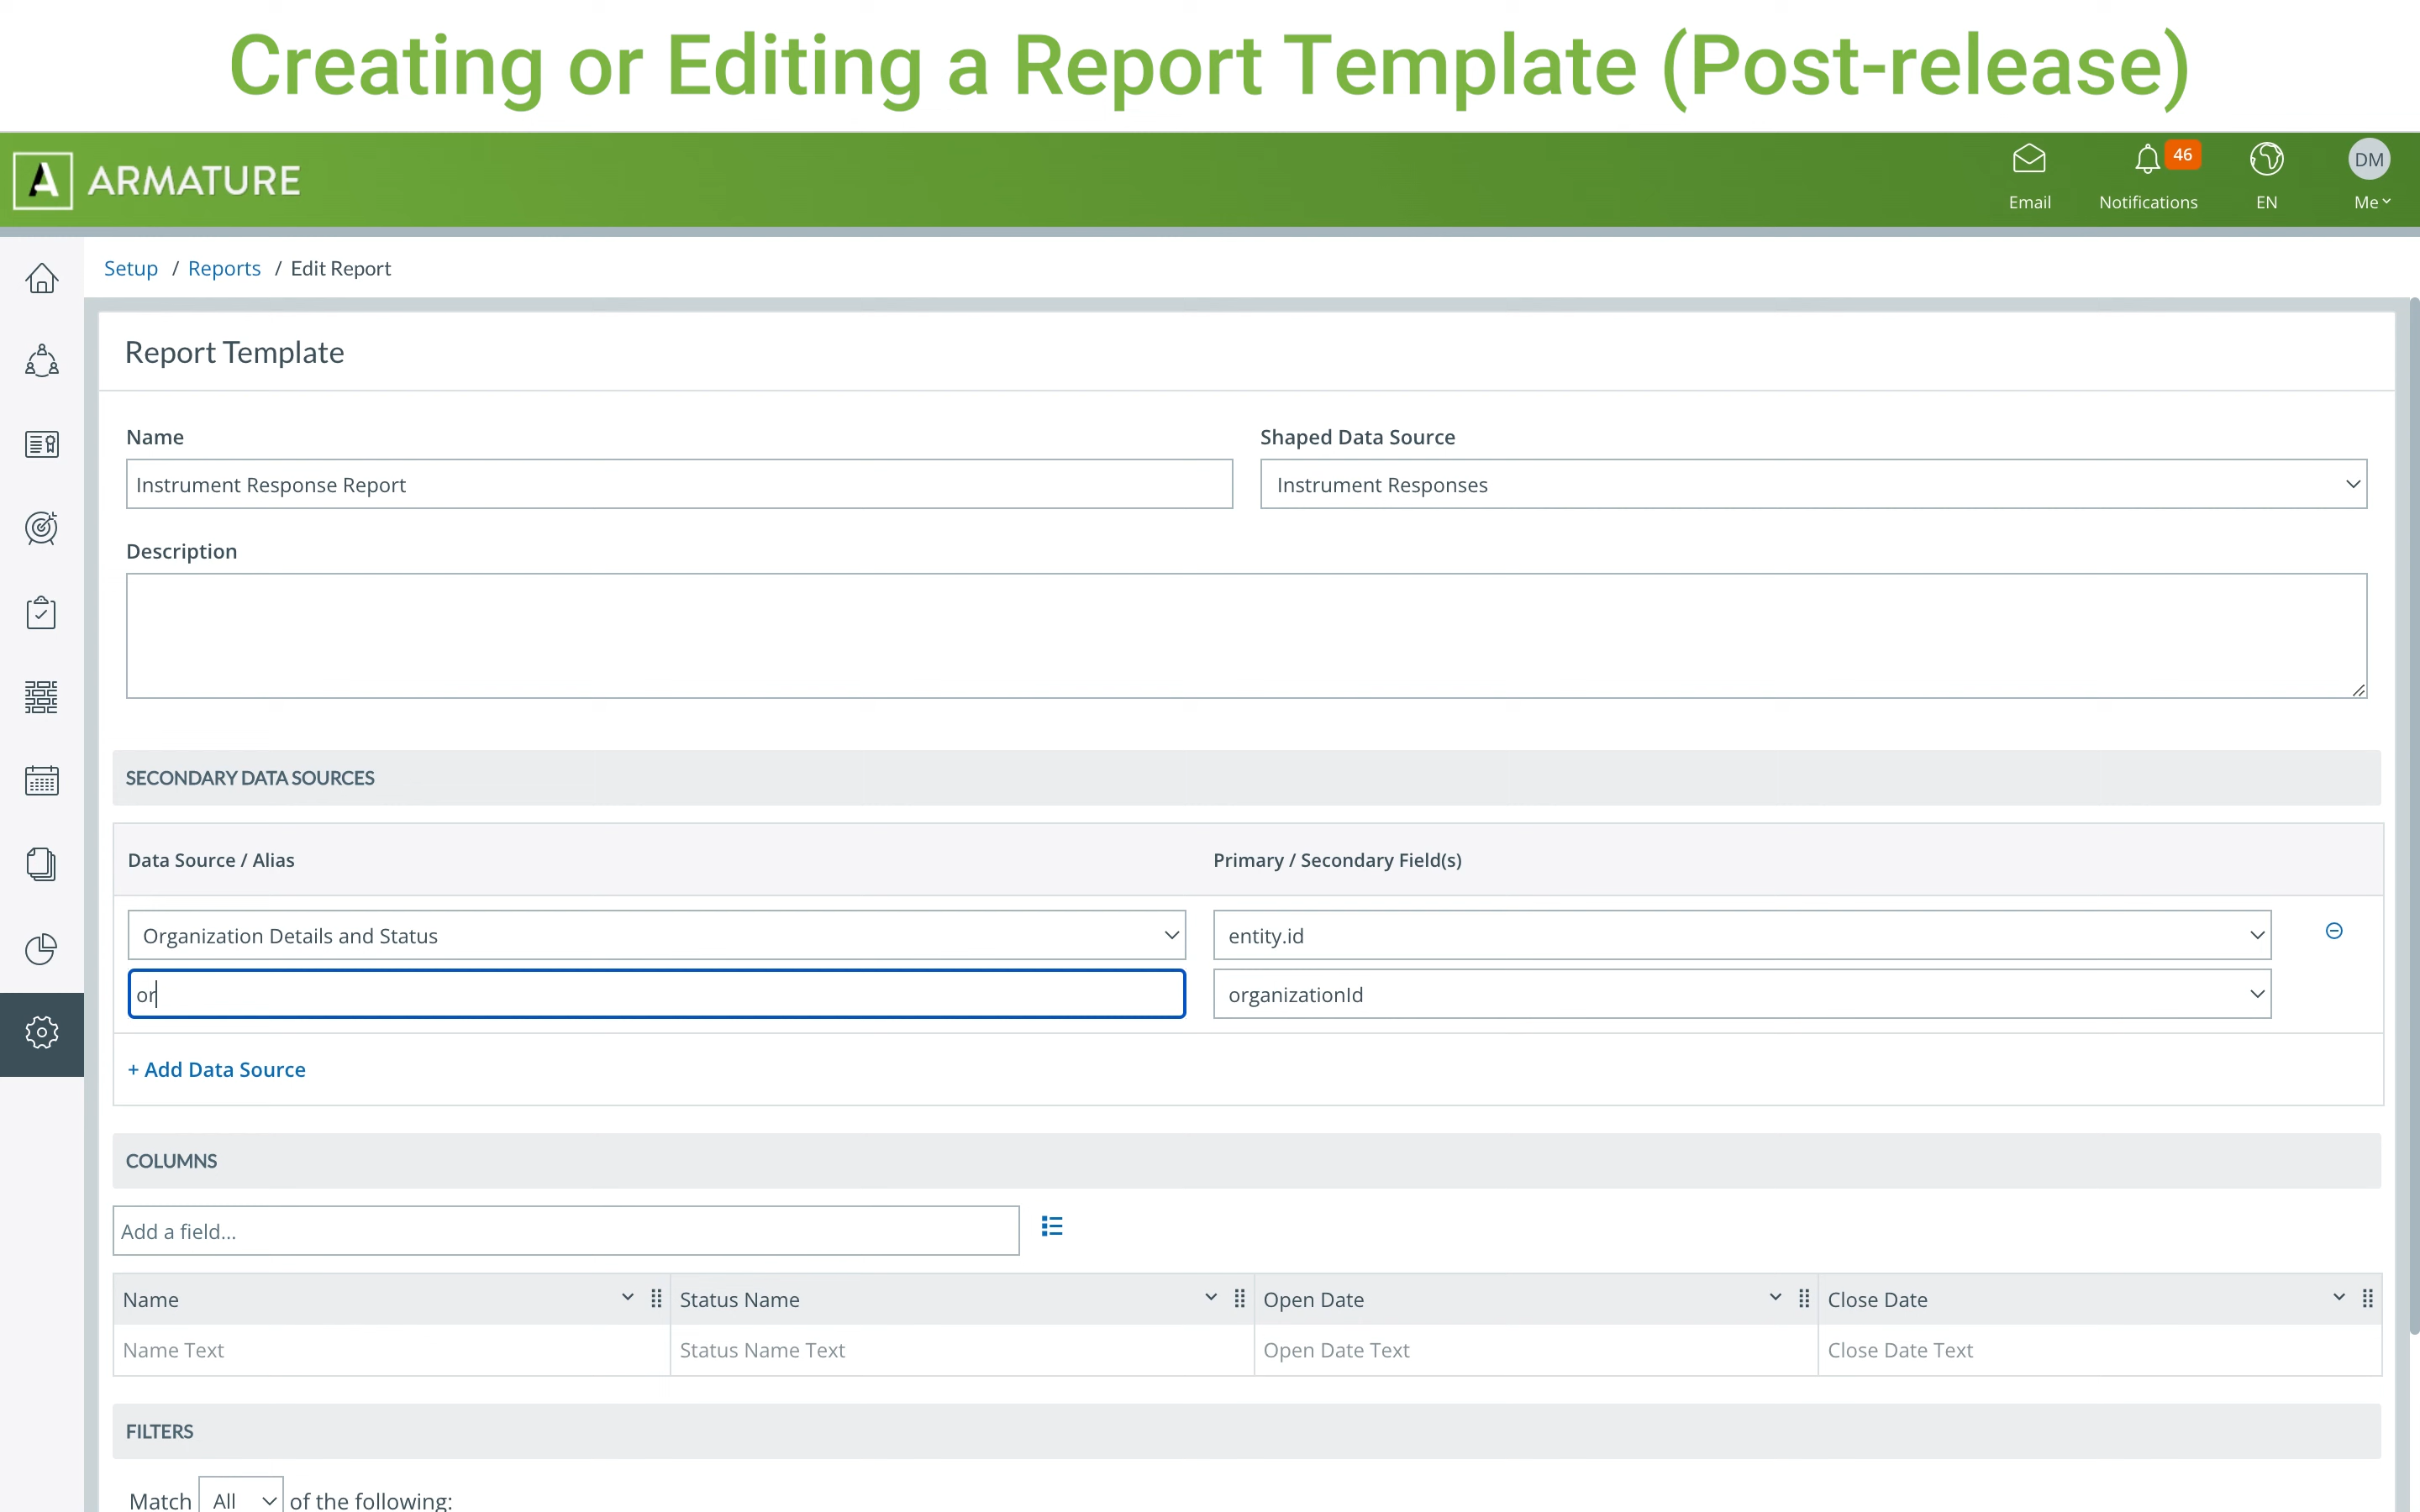 Creating or Editing a Report Template (Post-release)
A ARMATURE
46
Email Notifications EN DM Me
Setup / Reports / Edit Report
Report Template
Name
Shaped Data Source
Instrument Response Report
Instrument Responses
Description
SECONDARY DATA SOURCES
Data Source / Alias
Primary / Secondary Field(s)
Organization Details and Status
entity.id
or
organizationId
+ Add Data Source
COLUMNS
Add a field...
Name Status Name Open Date Close Date
Name Text Status Name Text Open Date Text Close Date Text
FILTERS
Match All of the following: